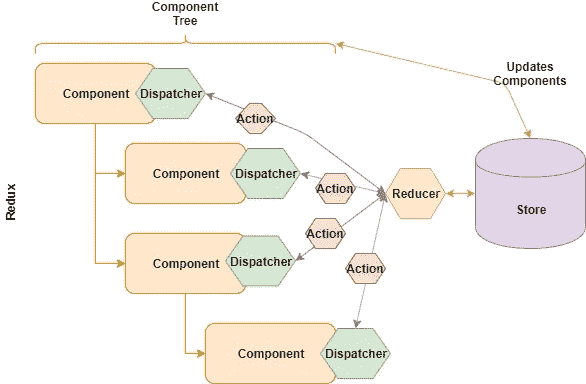 Component
Tree
Updates
Components
Component
Dispatcher
Action
Component
Dispatcher
Action
Reducer
Store
Redux
Component
Dispatcher
Action
Action
Component
Dispatcher